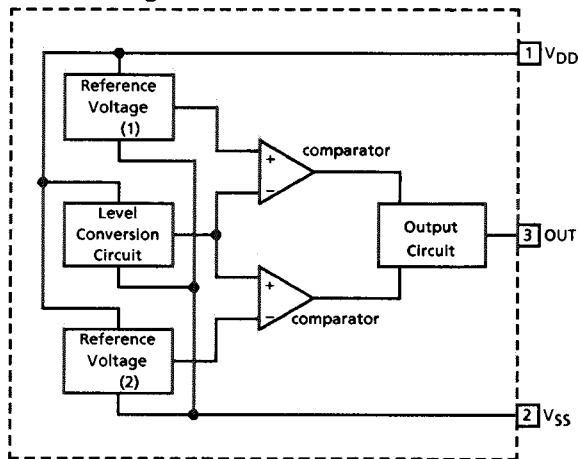 1 VDD
Reference
Voltage
(1)
comparator
+
−
Level
Conversion
Circuit
Output
Circuit
3 OUT
+
−
comparator
Reference
Voltage
(2)
2 VSS